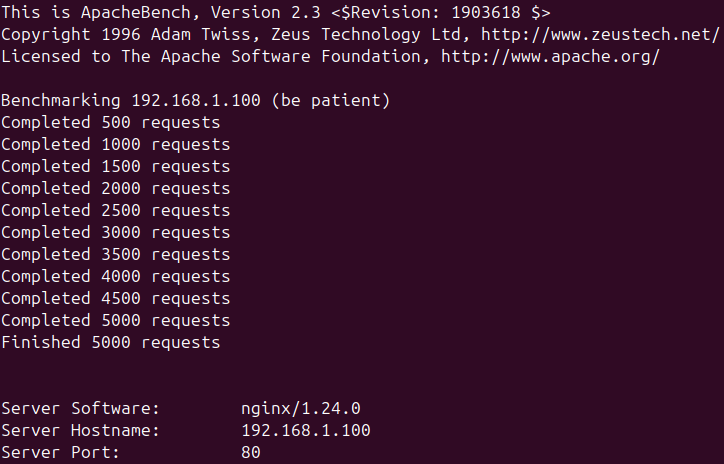 This is ApacheBench, Version 2.3 <$Revision: 1903618 $>
Copyright 1996 Adam Twiss, Zeus Technology Ltd, http://www.zeustech.net/
Licensed to The Apache Software Foundation, http://www.apache.org/

Benchmarking 192.168.1.100 (be patient)
Completed 500 requests
Completed 1000 requests
Completed 1500 requests
Completed 2000 requests
Completed 2500 requests
Completed 3000 requests
Completed 3500 requests
Completed 4000 requests
Completed 4500 requests
Completed 5000 requests
Finished 5000 requests


Server Software:        nginx/1.24.0
Server Hostname:        192.168.1.100
Server Port:            80